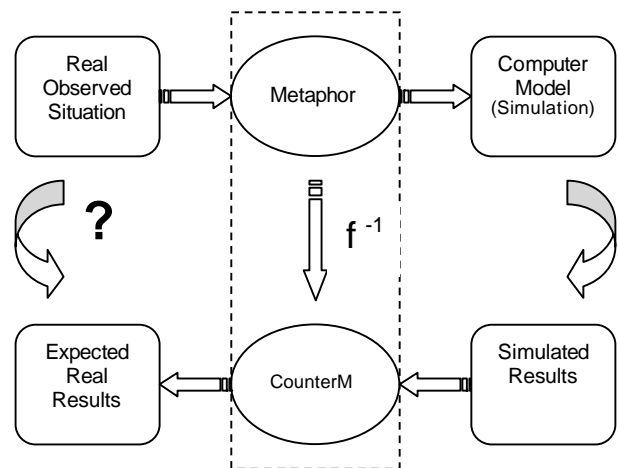 Real
Observed
Situation
Metaphor
Computer
Model
(Simulation)
?
f -1
Expected
Real
Results
CounterM
Simulated
Results